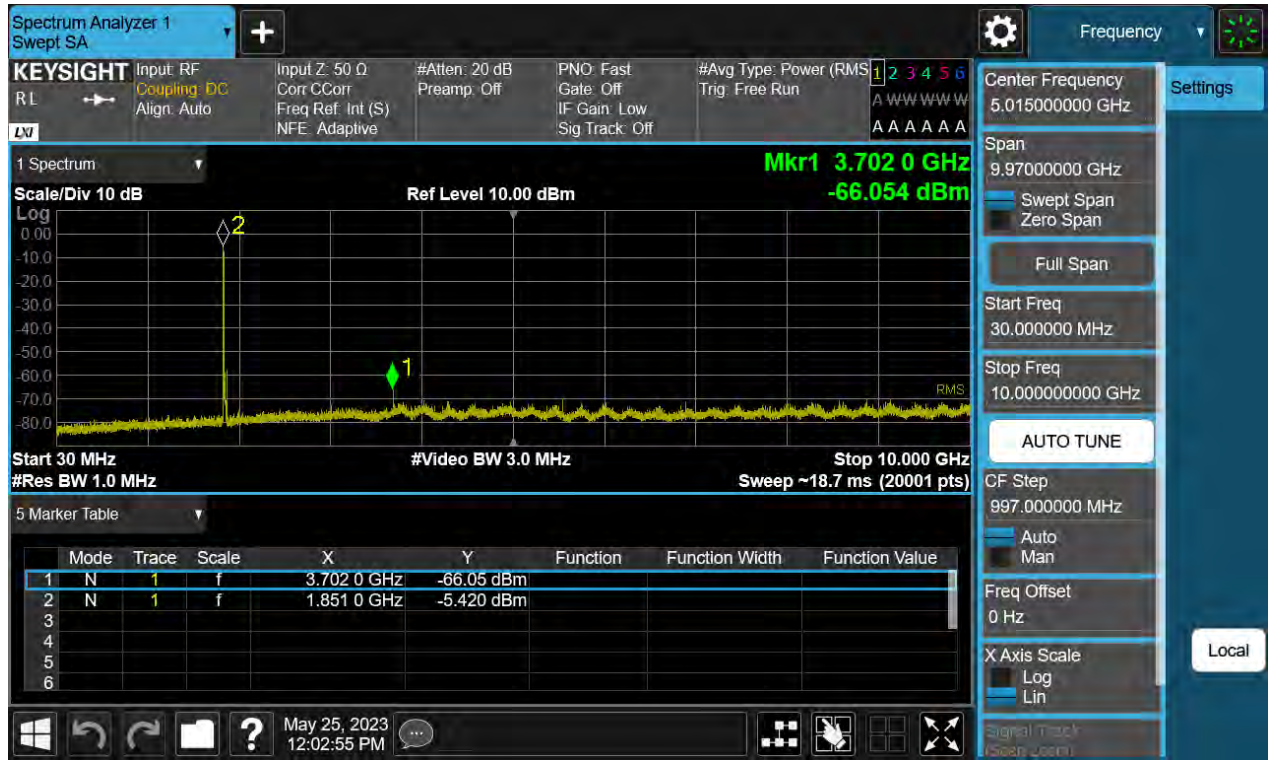 Spectrum Analyzer 1
Swept SA
Frequency
KEYSIGHT
RL
LXI
Input: RF
Coupling: DC
Align: Auto
Input Z: 50 Ω
Corr CCorr
Freq Ref: Int (S)
NFE: Adaptive
#Atten: 20 dB
Preamp: Off
PNO: Fast
Gate: Off
IF Gain: Low
Sig Track: Off
#Avg Type: Power (RMS
Trig: Free Run
1 2 3 4 5 6
A W W W W W
A A A A A A
1 Spectrum
Mkr1 3.702 0 GHz
-66.054 dBm
Scale/Div 10 dB
Ref Level 10.00 dBm
Log
0.00
-10.0
-20.0
-30.0
-40.0
-50.0
-60.0
-70.0
-80.0
2
1
RMS
Start 30 MHz
#Video BW 3.0 MHz
Stop 10.000 GHz
#Res BW 1.0 MHz
Sweep ~18.7 ms (20001 pts)
5 Marker Table
Mode Trace Scale X Y Function Function Width Function Value
1 N 1 f 3.702 0 GHz -66.05 dBm
2 N 1 f 1.851 0 GHz -5.420 dBm
3
4
5
6
May 25, 2023
12:02:55 PM
Center Frequency
5.015000000 GHz
Settings
Span
9.97000000 GHz
Swept Span
Zero Span
Full Span
Start Freq
30.000000 MHz
Stop Freq
10.000000000 GHz
AUTO TUNE
CF Step
997.000000 MHz
Auto
Man
Freq Offset
0 Hz
X Axis Scale
Log
Lin
Local
Signal Track
(Span Zoom)